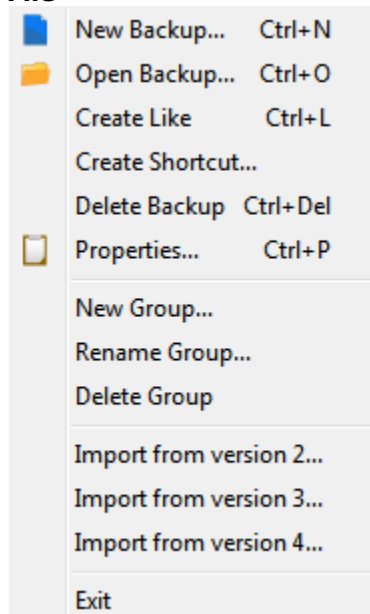 New Backup... Ctrl+N
Open Backup... Ctrl+O
Create Like Ctrl+L
Create Shortcut...
Delete Backup Ctrl+Del
Properties... Ctrl+P
New Group...
Rename Group...
Delete Group
Import from version 2...
Import from version 3...
Import from version 4...
Exit